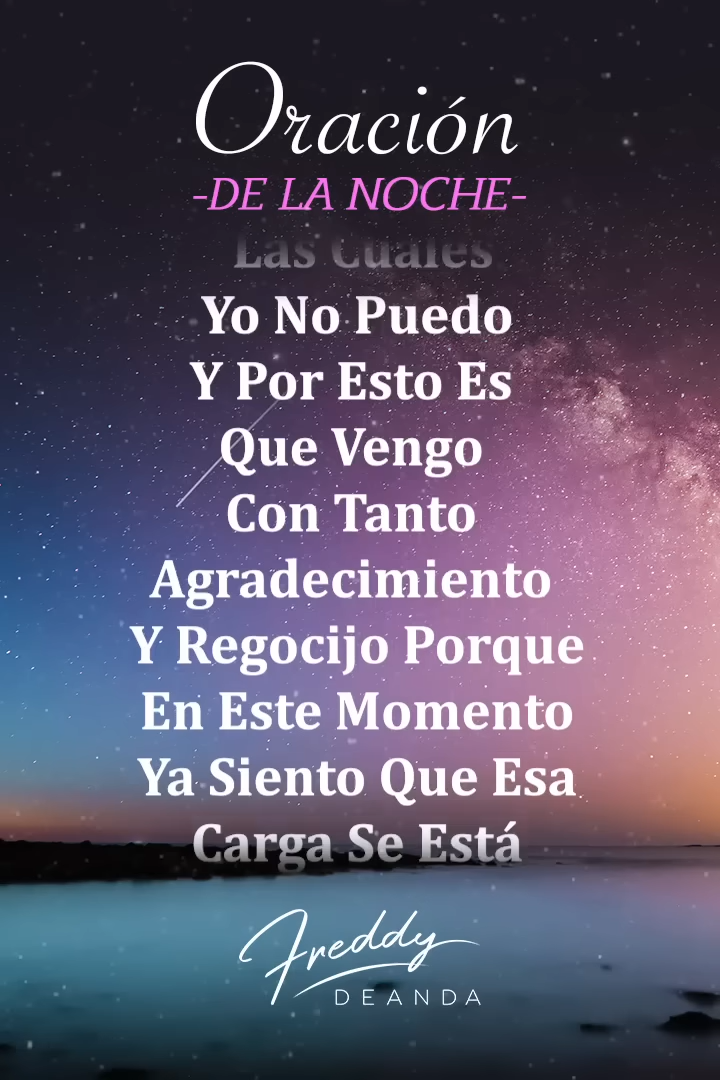 Oración
-DE LA NOCHE-
Las Cuales
Yo No Puedo
Y Por Esto Es
Que Vengo
Con Tanto
Agradecimiento
Y Regocijo Porque
En Este Momento
Ya Siento Que Esa
Carga Se Está
Freddy
DEANDA